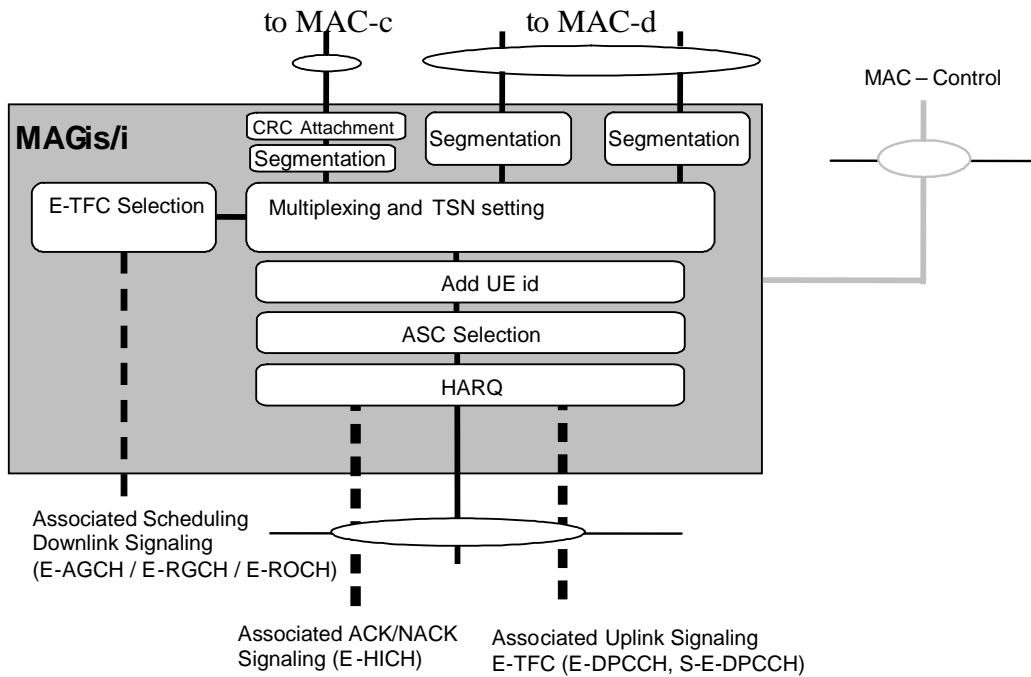 to MAC-c
to MAC-d
MAC – Control
MAGis/i
CRC Attachment
Segmentation
Segmentation
Segmentation
E-TFC Selection
Multiplexing and TSN setting
Add UE id
ASC Selection
HARQ
Associated Scheduling
Downlink Signaling
(E-AGCH / E-RGCH / E-ROCH)
Associated ACK/NACK
Signaling (E-HICH)
Associated Uplink Signaling
E-TFC (E-DPCCH, S-E-DPCCH)